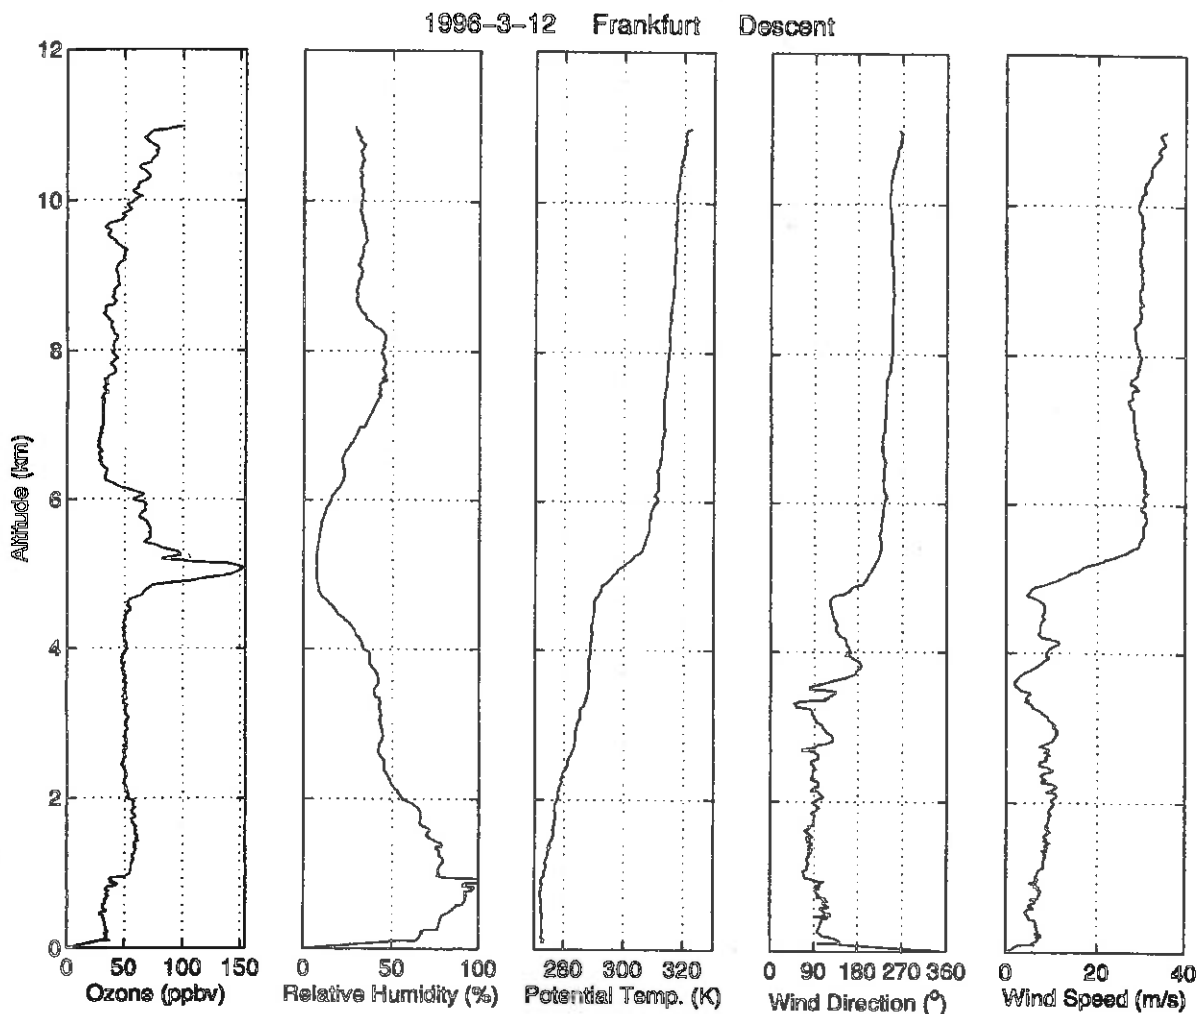 1996-3-12 Frankfurt Descent
12
10
8
6
4
2
0
Altitude (km)
0 50 100 150
Ozone (ppbv)
0 50 100
Relative Humidity (%)
280 300 320
Potential Temp. (K)
0 90 180 270 360
Wind Direction (°)
0 20 40
Wind Speed (m/s)